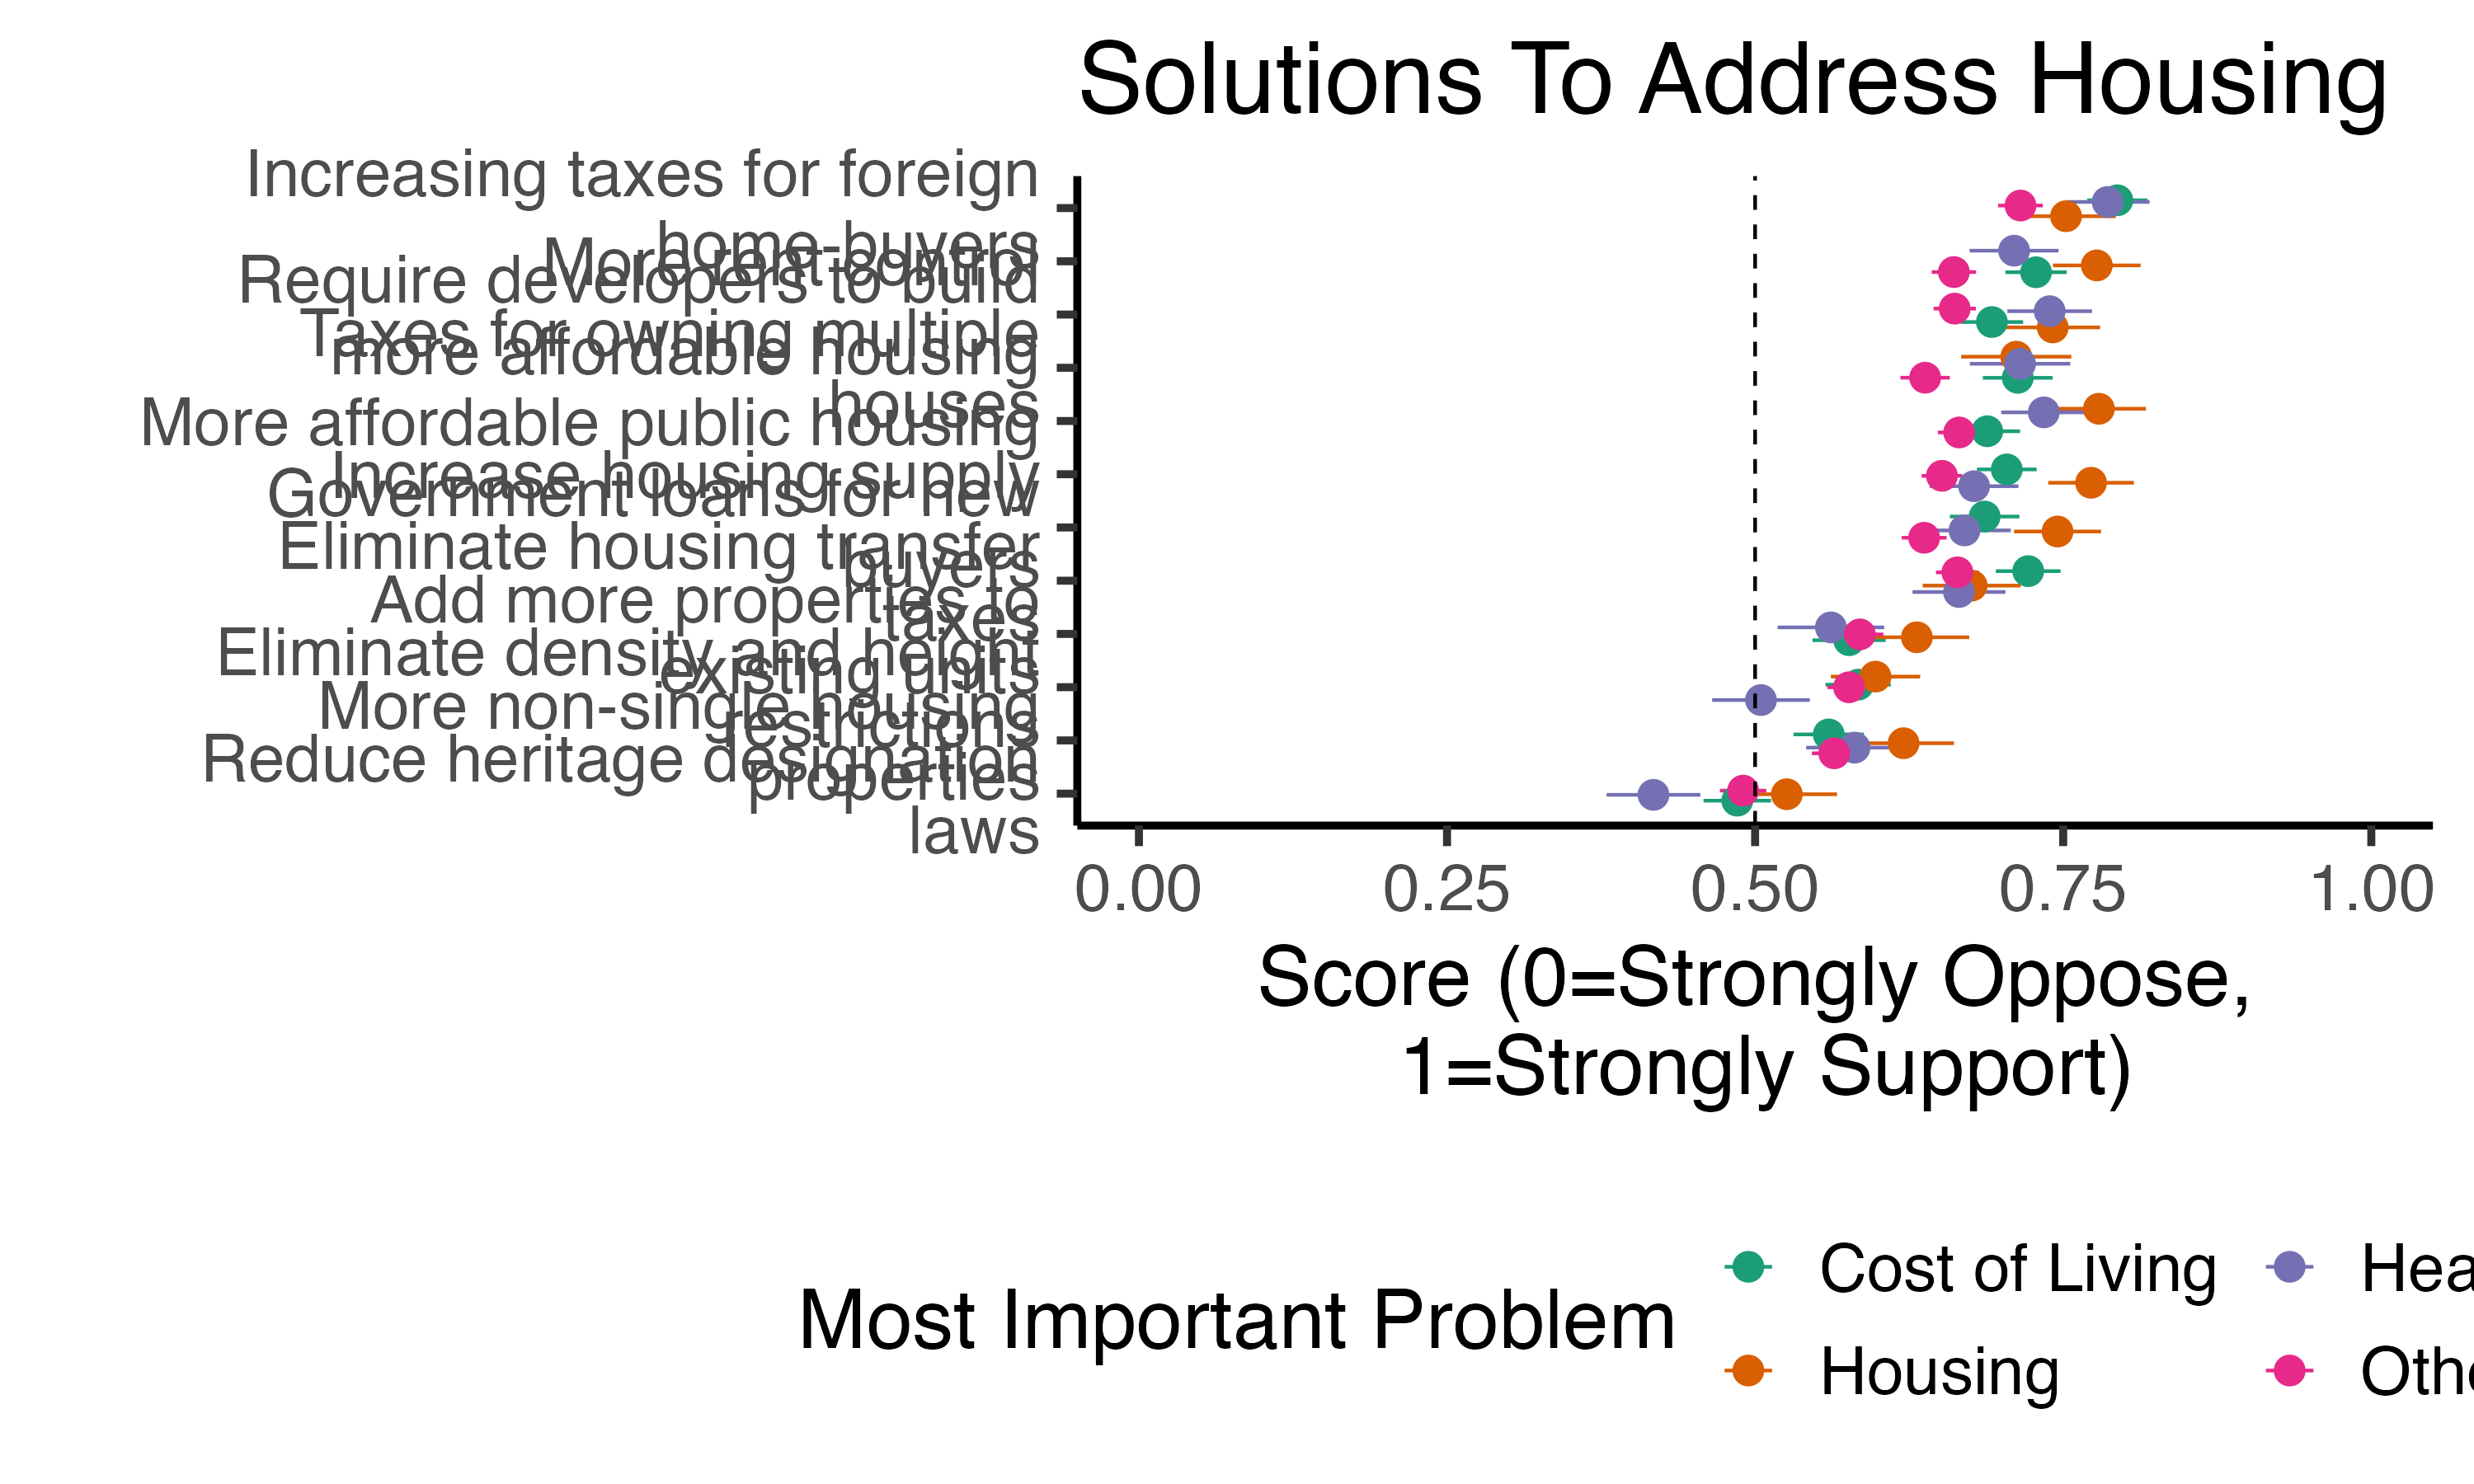 Solutions To Address Housing
Increasing taxes for foreign
home-buyers
More rent control
Require developers to build
more affordable housing
Taxes for owning multiple
houses
More affordable public housing
Increase housing supply
Government loans for new
buyers
Eliminate housing transfer
taxes
Add more properties to
existing units
Eliminate density and height
restrictions
More non-single housing
properties
Reduce heritage designation
laws
0.00 0.25 0.50 0.75 1.00
Score (0=Strongly Oppose,
1=Strongly Support)
Most Important Problem
Cost of Living Hea
Housing Othe